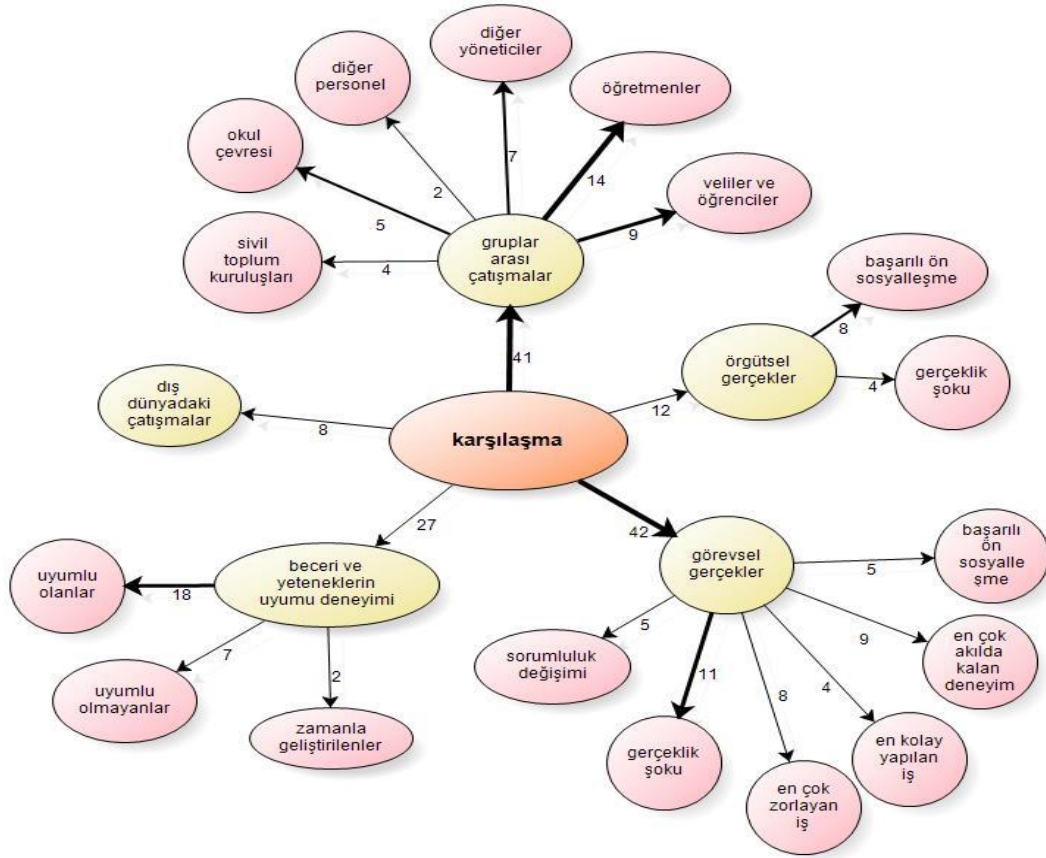 diğer
yöneticiler
diğer
personel
öğretmenler
okul
çevresi
7
14
2
veliler ve
öğrenciler
5
9
sivil
toplum
kuruluşları
4
gruplar
arası
çatışmalar
başarılı ön
sosyalleşme
8
41
örgütsel
gerçekler
gerçeklik
şoku
4
12
dış
dünyadaki
çatışmalar
8
karşılaşma
27
42
başarılı
ön
sosyalle
şme
görevsel
gerçekler
5
uyumlu
olanlar
18
beceri ve
yeteneklerin
uyumu deneyimi
5
9
en çok
akılda
kalan
deneyim
7
2
sorumluluk
değişimi
11
8
4
uyumlu
olmayanlar
zamanla
geliştirilenler
gerçeklik
şoku
en kolay
yapılan
iş
en çok
zorlayan
iş